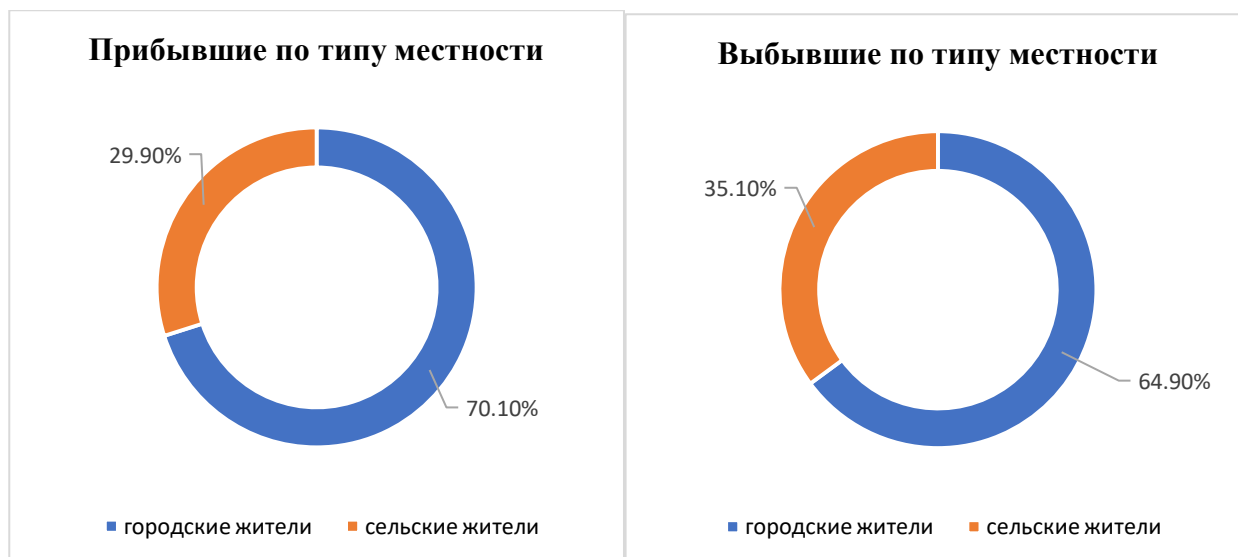 Прибывшие по типу местности
29.90%
70.10%
городские жители сельские жители
Выбывшие по типу местности
35.10%
64.90%
городские жители сельские жители